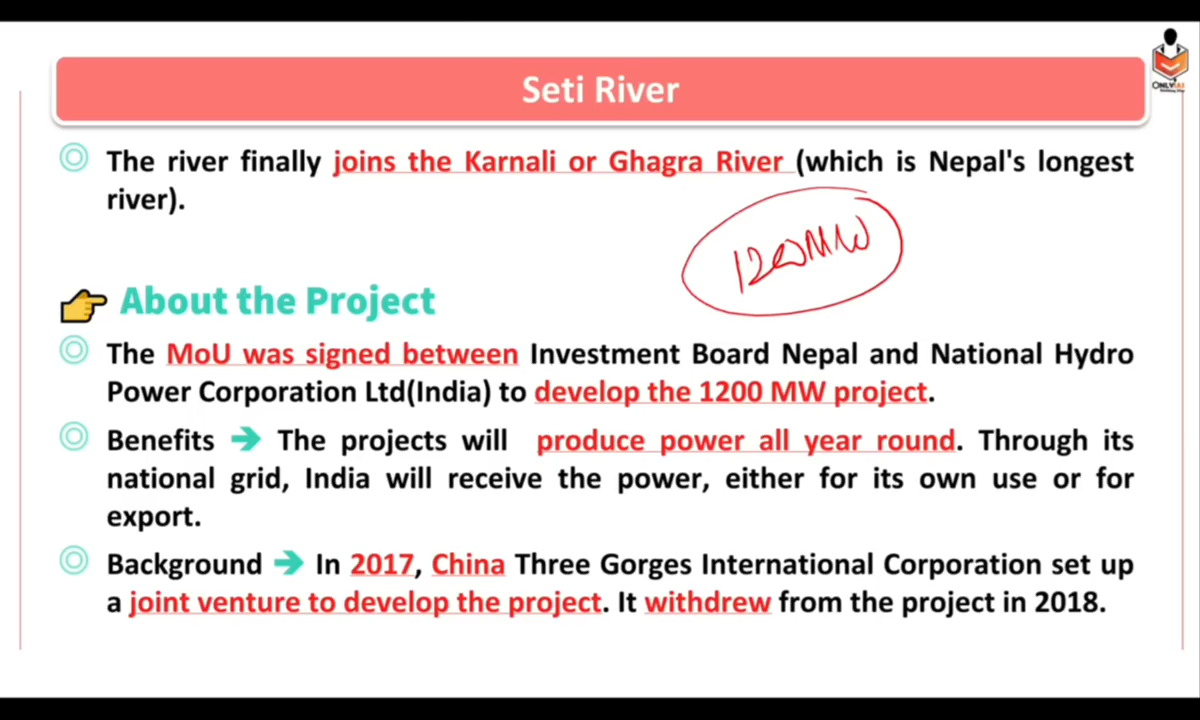 Seti River
ONLYIAS
The river finally joins the Karnali or Ghagra River (which is Nepal's longest
river).
1200MW
About the Project
The MoU was signed between Investment Board Nepal and National Hydro
Power Corporation Ltd(India) to develop the 1200 MW project.
Benefits ➔ The projects will produce power all year round. Through its
national grid, India will receive the power, either for its own use or for
export.
Background ➔ In 2017, China Three Gorges International Corporation set up
a joint venture to develop the project. It withdrew from the project in 2018.